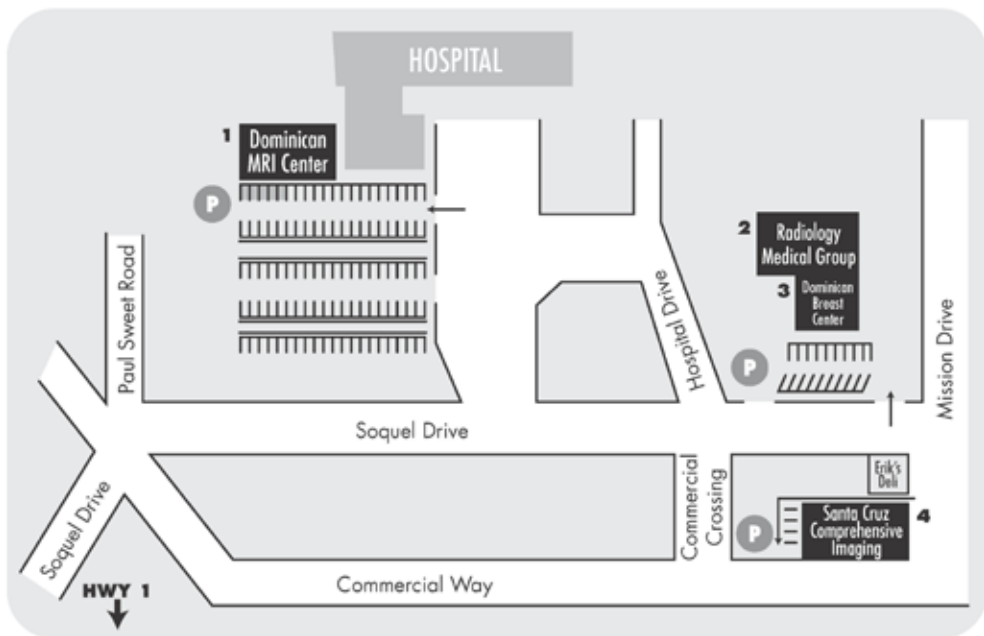 HOSPITAL
1
Dominican
MRI Center
P
Paul Sweet Road
2
Radiology
Medical Group
3
Dominican
Breast
Center
P
Hospital Drive
Mission Drive
Soquel Drive
Commercial
Crossing
Erik's
Deli
P
Santa Cruz
Comprehensive
Imaging
4
Soquel Drive
HWY 1
Commercial Way